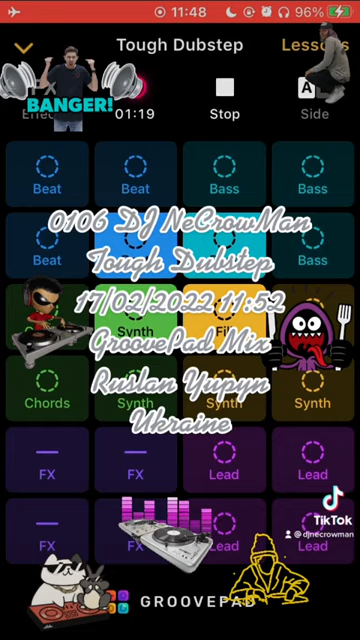 11:48
96%
Tough Dubstep
Lessons
BANGER!
01:19
Stop
Side
Beat
Beat
Bass
Bass
Beat
Bass
0106 DJ NeCrowMan
Tough Dubstep
17/02/2022 11:52
GroovePad Mix
Ruslan Yupyn
Ukraine
Synth
Chords
Synth
Synth
Synth
FX
FX
Lead
Lead
FX
FX
Lead
Lead
TikTok
@djnecrowman
GROOVEPAD